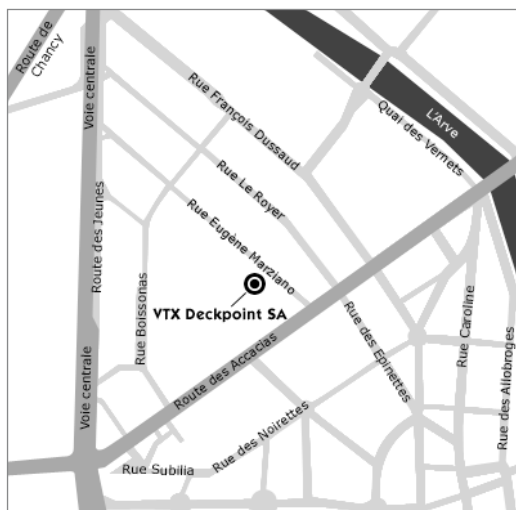 Route de
Chancy
Voie centrale
Rue François Dussaud
Quai des Vernets
L'Arve
Rue Le Royer
Route des Jeunes
Rue Eugène Marziano
VTX Deckpoint SA
Rue Boissonas
Route des Accacias
Rue des Epinettes
Rue Caroline
Rue des Allobroges
Voie centrale
Rue des Noirettes
Rue Subilia